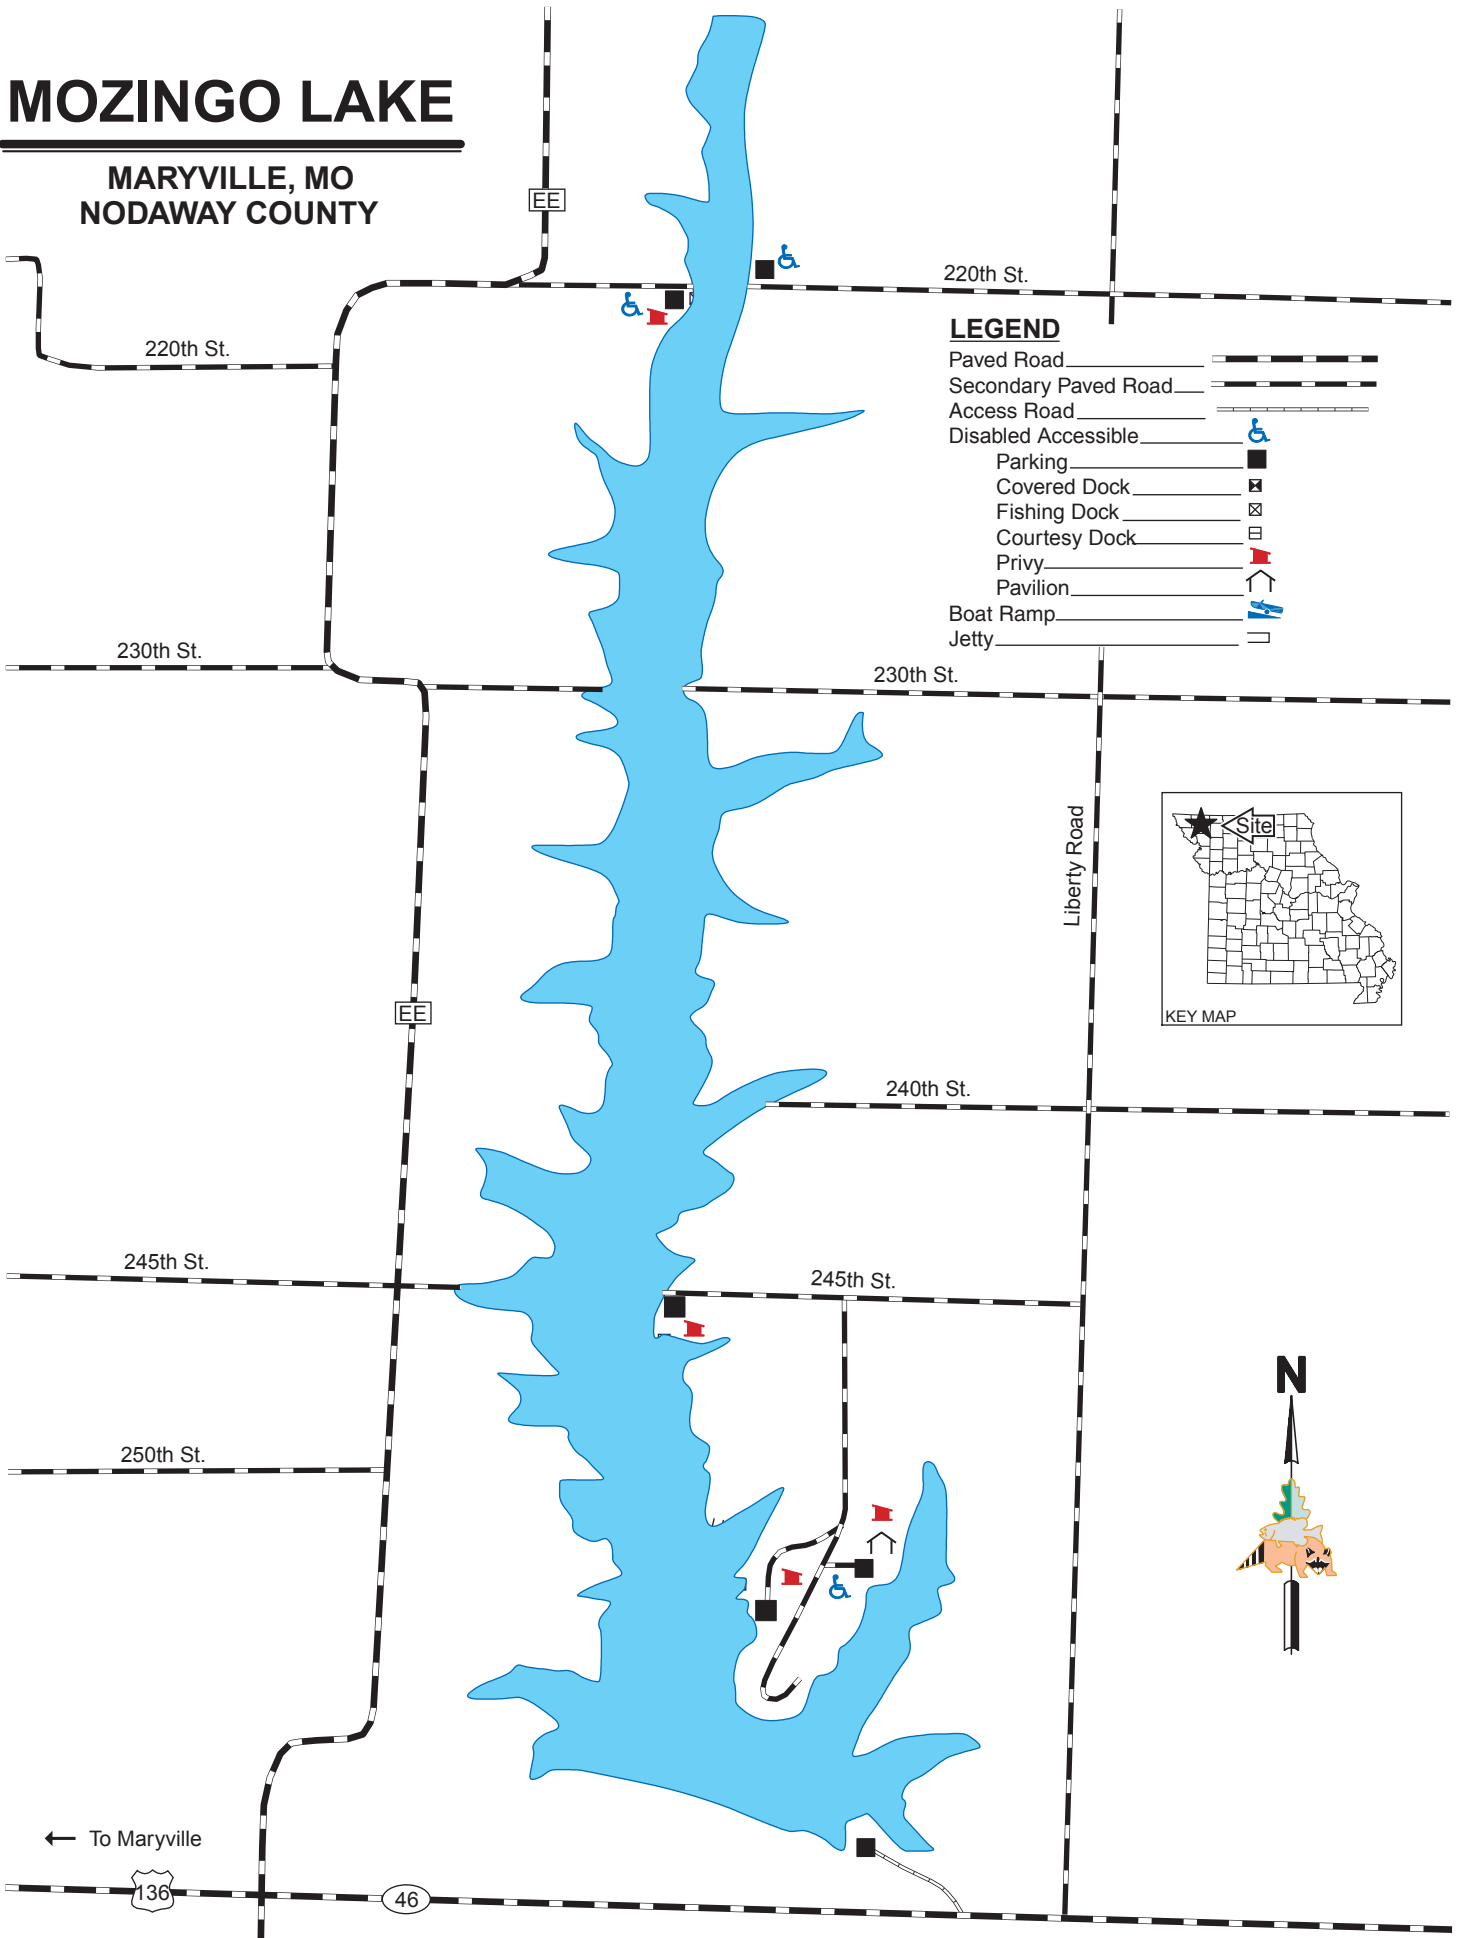 MOZINGO LAKE
MARYVILLE, MO
NODAWAY COUNTY
EE
220th St.
220th St.
LEGEND
Paved Road
Secondary Paved Road
Access Road
Disabled Accessible
Parking
Covered Dock
Fishing Dock
Courtesy Dock
Privy
Pavilion
Boat Ramp
Jetty
230th St.
230th St.
Liberty Road
Site
KEY MAP
EE
240th St.
245th St.
245th St.
N
250th St.
To Maryville
136
46